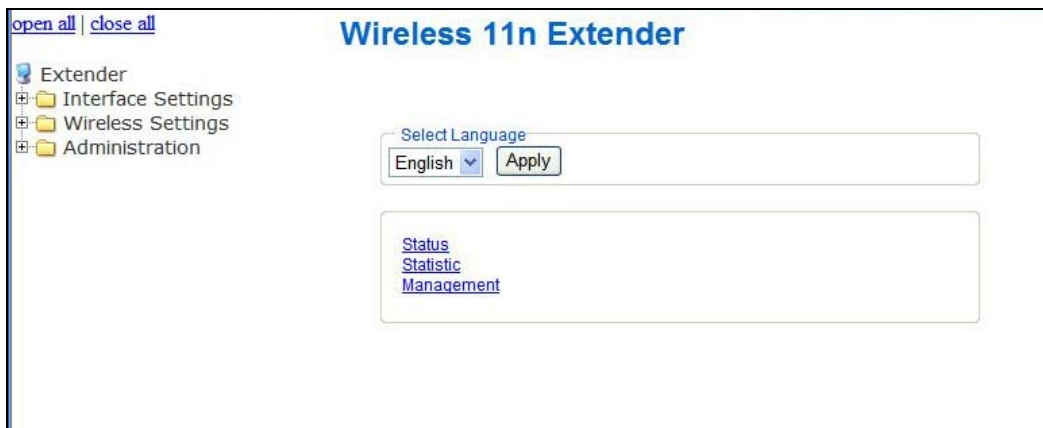 open all | close all
Wireless 11n Extender
Extender
Interface Settings
Wireless Settings
Administration
Select Language
English Apply
Status
Statistic
Management